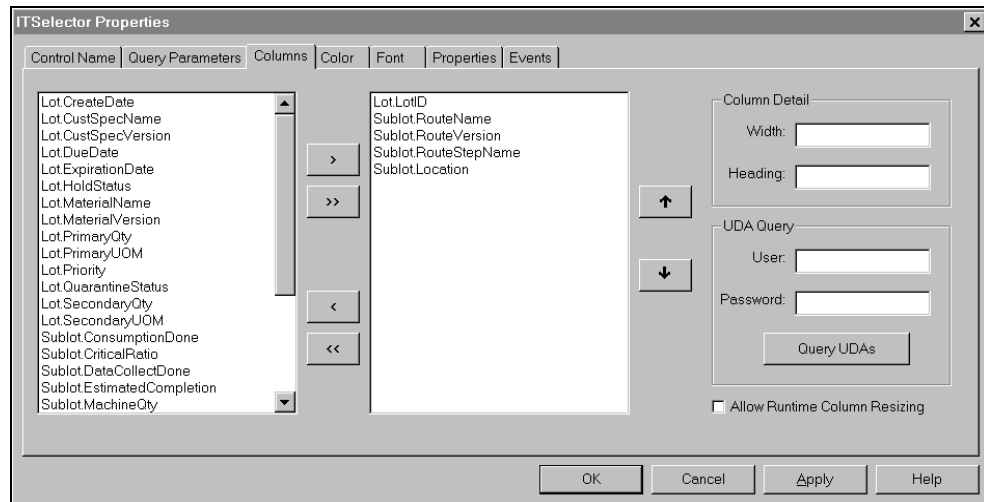 ITSelector Properties
Control Name Query Parameters Columns Color Font Properties Events
Lot.CreateDate
Lot.CustSpecName
Lot.CustSpecVersion
Lot.DueDate
Lot.ExpirationDate
Lot.HoldStatus
Lot.MaterialName
Lot.MaterialVersion
Lot.PrimaryQty
Lot.PrimaryUOM
Lot.Priority
Lot.QuarantineStatus
Lot.SecondaryQty
Lot.SecondaryUOM
Sublot.ConsumptionDone
Sublot.CriticalRatio
Sublot.DataCollectDone
Sublot.EstimatedCompletion
Sublot.MachineQty
>
>>
<
<<
Lot.LotID
Sublot.RouteName
Sublot.RouteVersion
Sublot.RouteStepName
Sublot.Location
Column Detail
Width:
Heading:
UDA Query
User:
Password:
Query UDAs
Allow Runtime Column Resizing
OK Cancel Apply Help